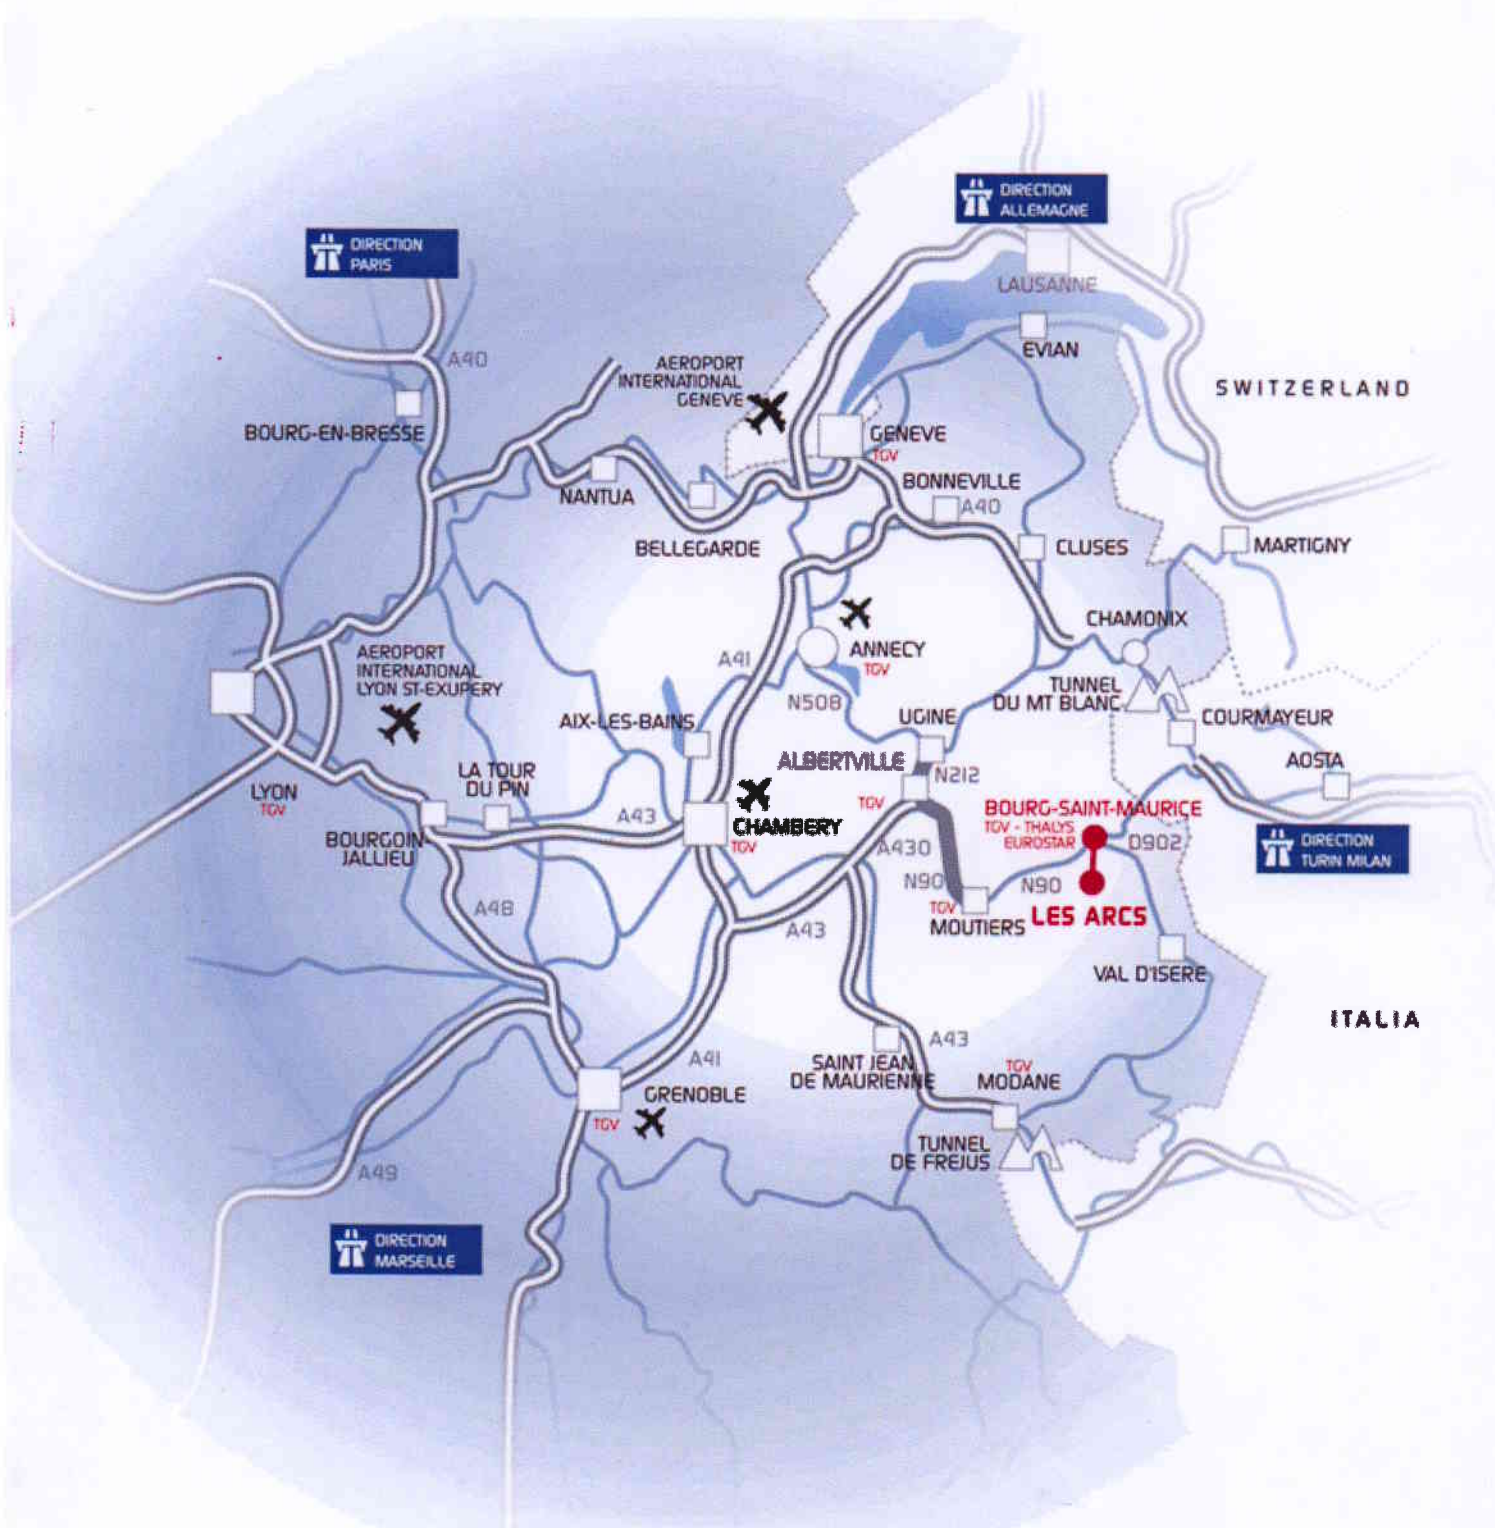 DIRECTION
ALLEMAGNE
DIRECTION
PARIS
LAUSANNE
EVIAN
A40
AEROPORT
INTERNATIONAL
GENEVE
SWITZERLAND
BOURG-EN-BRESSE
GENEVE
TGV
NANTUA
BONNEVILLE
A40
BELLEGARDE
CLUSES
MARTIGNY
CHAMONIX
AEROPORT
INTERNATIONAL
LYON ST-EXUPERY
A41
ANNECY
TGV
TUNNEL
DU MT BLANC
N508
UGINE
COURMAYEUR
AIX-LES-BAINS
ALBERTVILLE
N212
AOSTA
LA TOUR
DU PIN
LYON
TGV
TGV
BOURG-SAINT-MAURICE
TGV - THALYS
EUROSTAR
A43
CHAMBERY
TGV
D902
DIRECTION
TURIN MILAN
BOURGOIN-
JALLIEU
A430
N90
N90
A48
TGV
MOUTIERS
LES ARCS
A43
VAL D'ISERE
ITALIA
A43
A41
SAINT JEAN
DE MAURIENNE
TGV
MODANE
GRENOBLE
TGV
TUNNEL
DE FREJUS
A49
DIRECTION
MARSEILLE